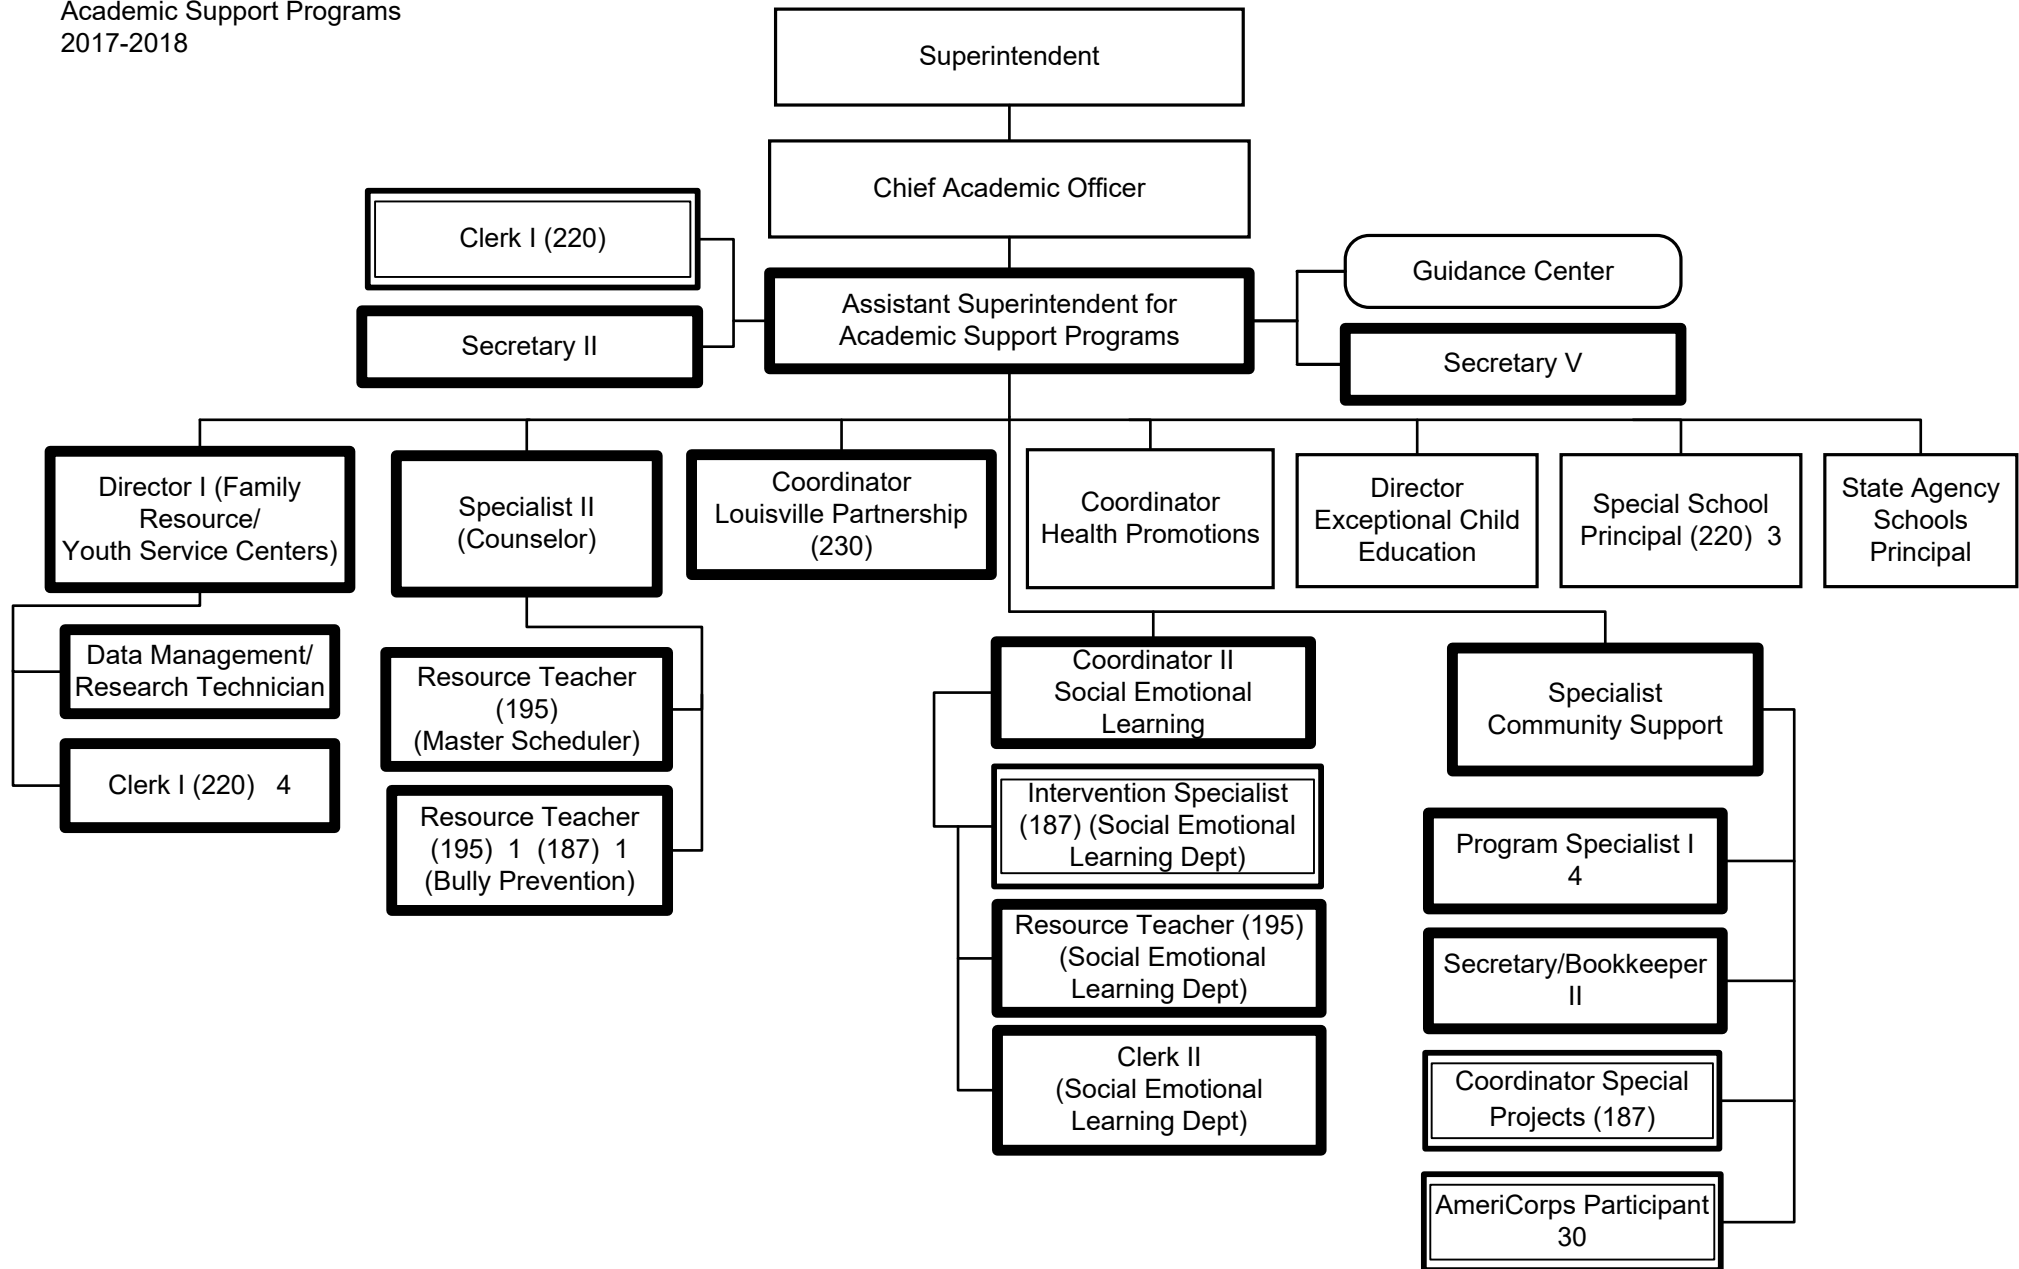 Academic Support Programs
2017-2018
Superintendent
Chief Academic Officer
Clerk I (220)
Secretary II
Assistant Superintendent for
Academic Support Programs
Guidance Center
Secretary V
Director I (Family
Resource/
Youth Service Centers)
Specialist II
(Counselor)
Coordinator
Louisville Partnership
(230)
Coordinator
Health Promotions
Director
Exceptional Child
Education
Special School
Principal (220)  3
State Agency
Schools
Principal
Data Management/
Research Technician
Clerk I (220)   4
Resource Teacher
(195)
(Master Scheduler)
Resource Teacher
(195)  1  (187)  1
(Bully Prevention)
Coordinator II
Social Emotional
Learning
Intervention Specialist
(187) (Social Emotional
Learning Dept)
Resource Teacher (195)
(Social Emotional
Learning Dept)
Clerk II
(Social Emotional
Learning Dept)
Specialist
Community Support
Program Specialist I
4
Secretary/Bookkeeper
II
Coordinator Special
Projects (187)
AmeriCorps Participant
30